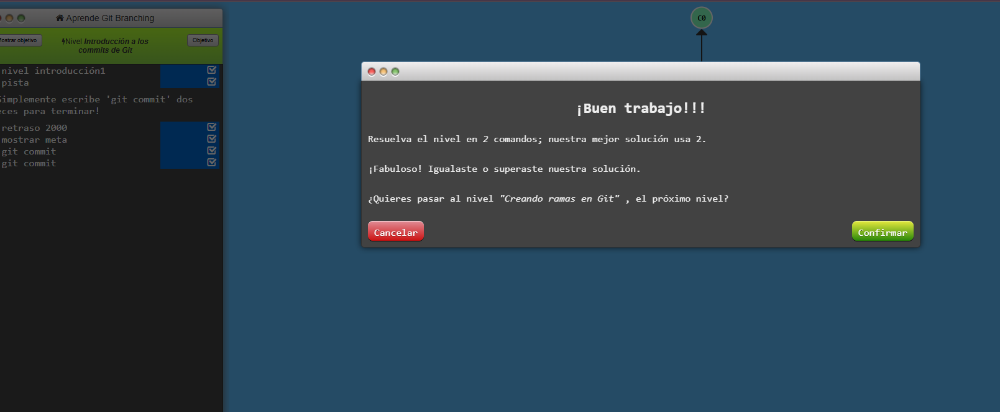 Aprende Git Branching
Mostrar objetivo
Nivel Introducción a los
commits de Git
Objetivo
nivel introducción1
pista
Simplemente escribe 'git commit' dos
eces para terminar!
retraso 2000
mostrar meta
git commit
git commit
C0
¡Buen trabajo!!!
Resuelva el nivel en 2 comandos; nuestra mejor solución usa 2.
¡Fabuloso! Igualaste o superaste nuestra solución.
¿Quieres pasar al nivel "Creando ramas en Git" , el próximo nivel?
Cancelar
Confirmar